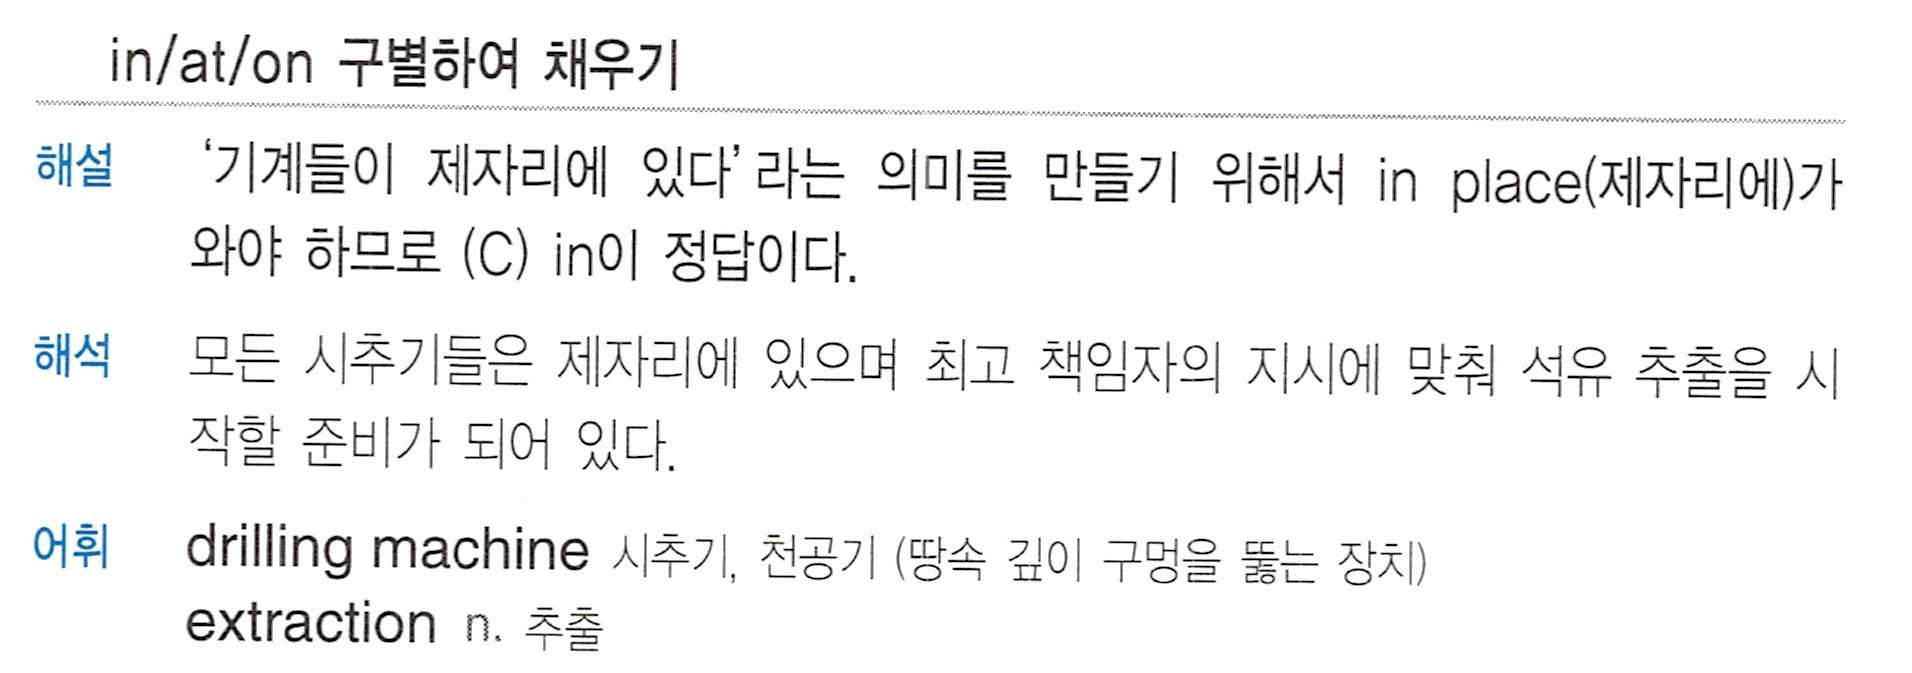 in/at/on 구별하여 채우기
해설 ‘기계들이 제자리에 있다’라는 의미를 만들기 위해서 in place(제자리에)가
와야 하므로 (C) in이 정답이다.
해석 모든 시추기들은 제자리에 있으며 최고 책임자의 지시에 맞춰 석유 추출을 시
작할 준비가 되어 있다.
어휘 drilling machine 시추기, 천공기 (땅속 깊이 구멍을 뚫는 장치)
extraction n. 추출